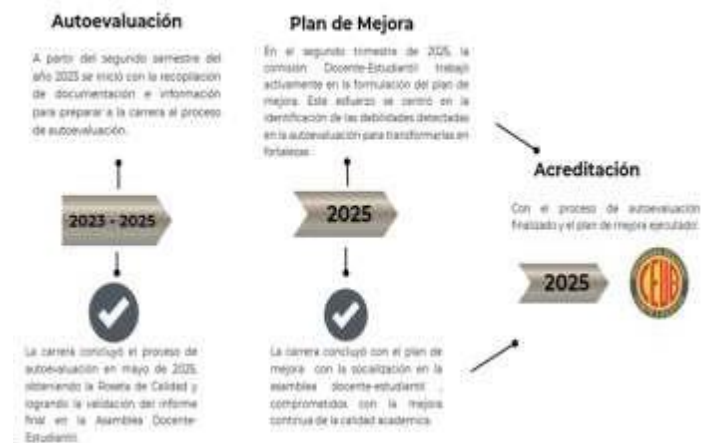 Autoevaluación
A partir del segundo semestre del
año 2023 se inició con la recopilación
de documentación e información
para preparar a la carrera al proceso
de autoevaluación.
2023 - 2025
La carrera concluyó el proceso de
autoevaluación en mayo de 2025,
obteniendo la Roseta de Calidad y
logrando la validación del informe
final en la Asamblea Docente-
Estudiantil.
Plan de Mejora
En el segundo trimestre de 2025, la
comisión Docente-Estudiantil trabajó
activamente en la formulación del plan de
mejora. Este esfuerzo se centró en la
identificación de las debilidades detectadas
en la autoevaluación para transformarlas en
fortalezas.
2025
La carrera concluyó con el plan de
mejora con la socialización en la
asamblea docente-estudiantil ,
comprometidos con la mejora
continua de la calidad académica.
Acreditación
Con el proceso de autoevaluación
finalizado y el plan de mejora ejecutado.
2025
CEUB